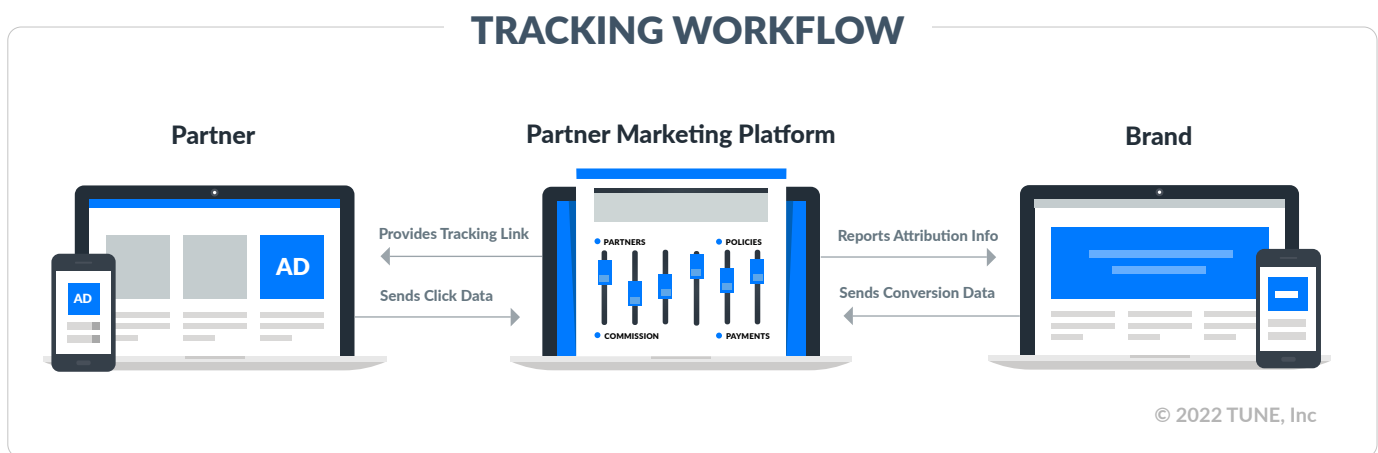 TRACKING WORKFLOW
Partner
Partner Marketing Platform
Brand
AD
AD
Provides Tracking Link
Sends Click Data
PARTNERS
POLICIES
COMMISSION
PAYMENTS
Reports Attribution Info
Sends Conversion Data
© 2022 TUNE, Inc